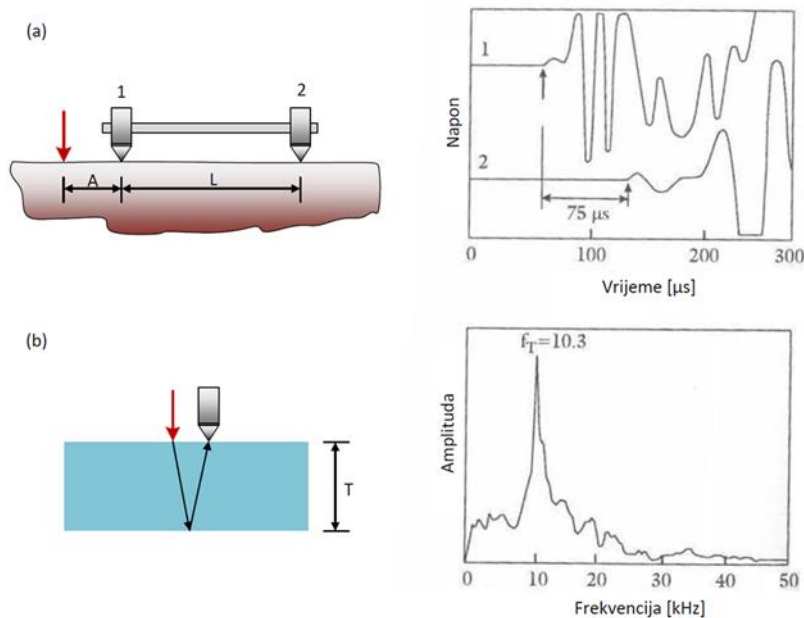 (a)
1
2
A
L
1
2
75 μs
Napon
0
100
200
300
Vrijeme [µs]
(b)
T
f_T=10.3
Amplituda
0
10
20
30
40
50
Frekvencija [kHz]